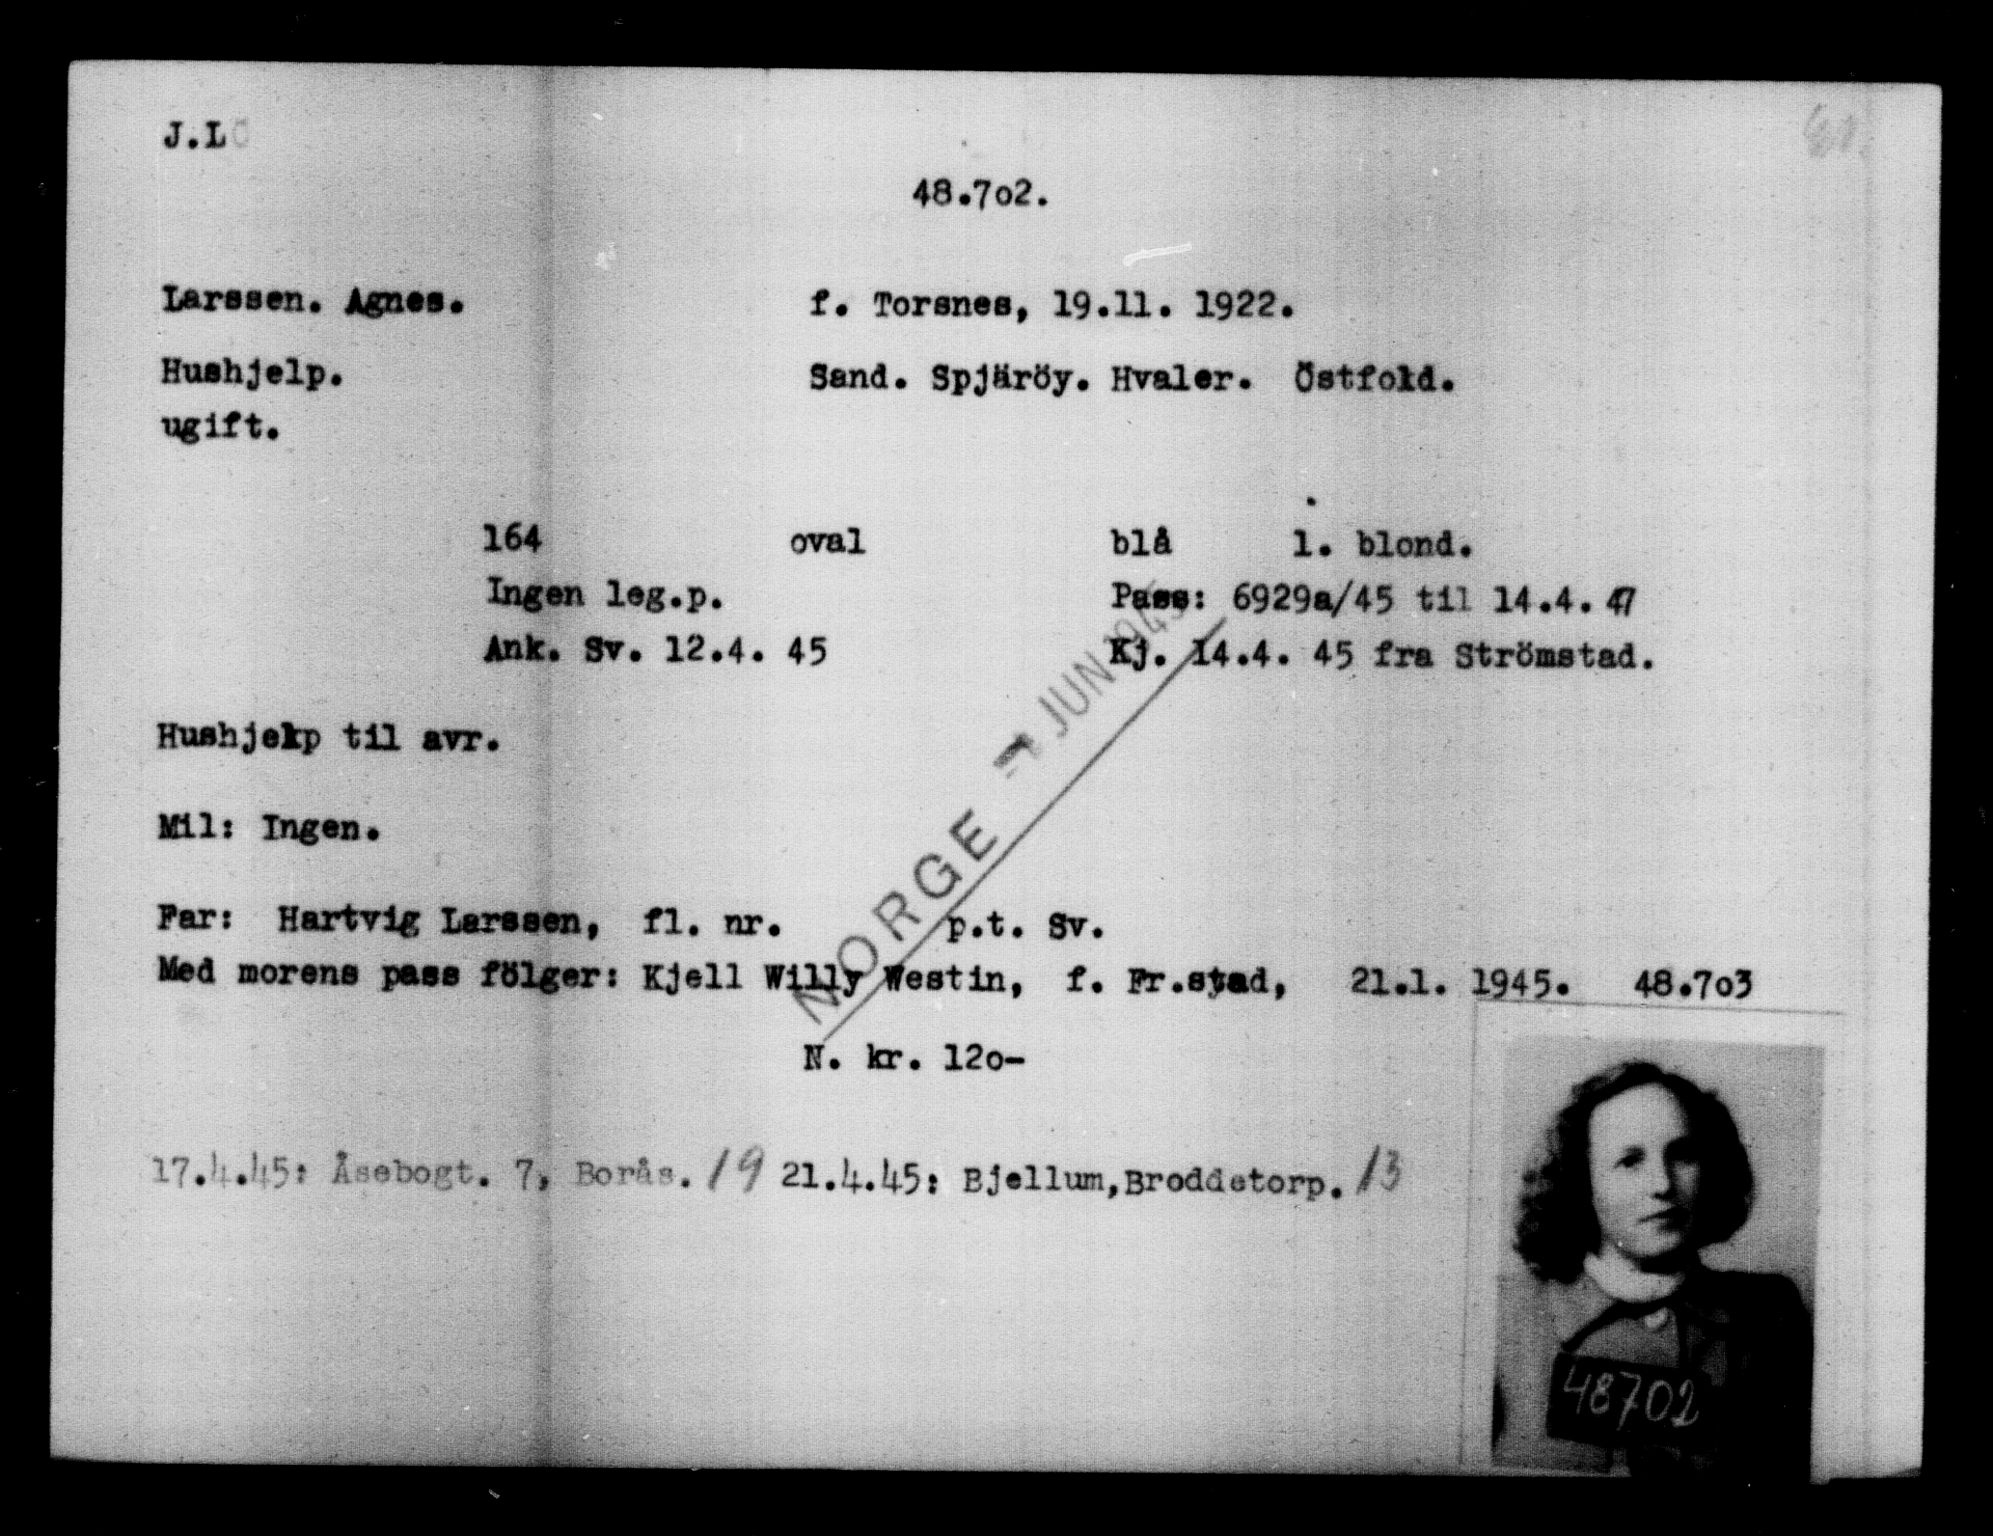 J.LÖ
48.7o2.
Larssen. Agnes. f. Torsnes, 19.11. 1922.
Hushjelp. Sand. Spjäröy. Hvaler. Östfold.
ugift.
164 oval blå l. blond.
Ingen leg.p. Pass: 6929a/45 til 14.4. 47
Ank. Sv. 12.4. 45 Kj. 14.4. 45 fra Strömstad.
Hushjelp til avr.
NORGE JUN 1945
Mil: Ingen.
Far: Hartvig Larssen, fl. nr. p.t. Sv.
Med morens pass fölger: Kjell Willy Westin, f. Fr.stad, 21.1. 1945. 48.7o3
N. kr. 12o-
17.4.45: Åsebogt. 7, Borås. 19 21.4.45: Bjellum,Broddetorp. 13
48702